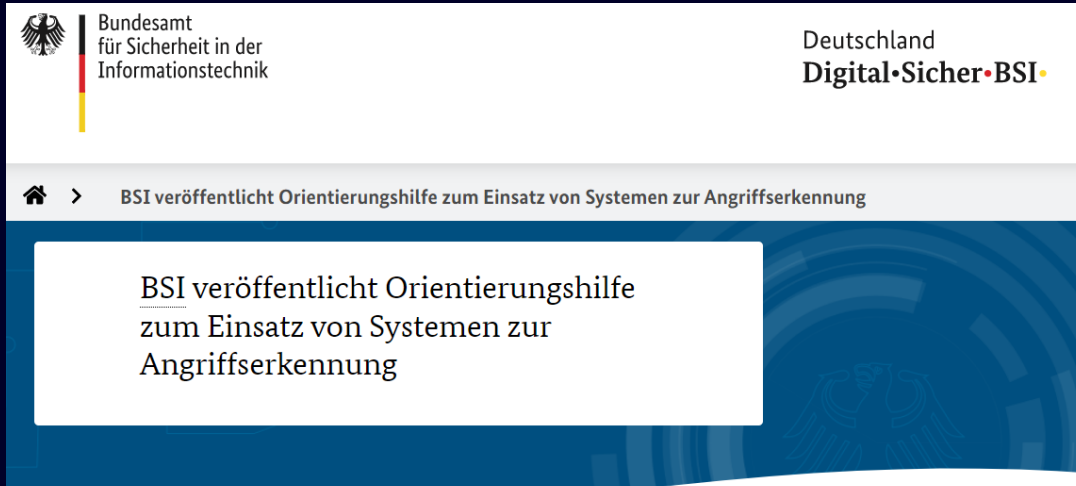 Bundesamt
für Sicherheit in der
Informationstechnik
Deutschland
Digital•Sicher•BSI•
BSI veröffentlicht Orientierungshilfe zum Einsatz von Systemen zur Angriffserkennung
BSI veröffentlicht Orientierungshilfe
zum Einsatz von Systemen zur
Angriffserkennung